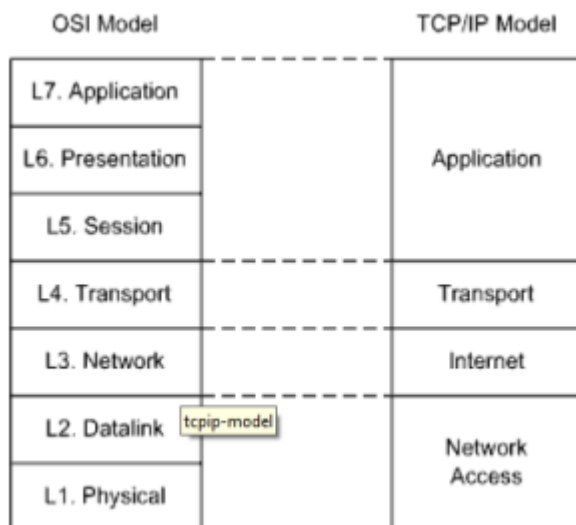 OSI Model
TCP/IP Model
L7. Application
L6. Presentation
L5. Session
L4. Transport
L3. Network
L2. Datalink
L1. Physical
tcpip-model
Application
Transport
Internet
Network
Access